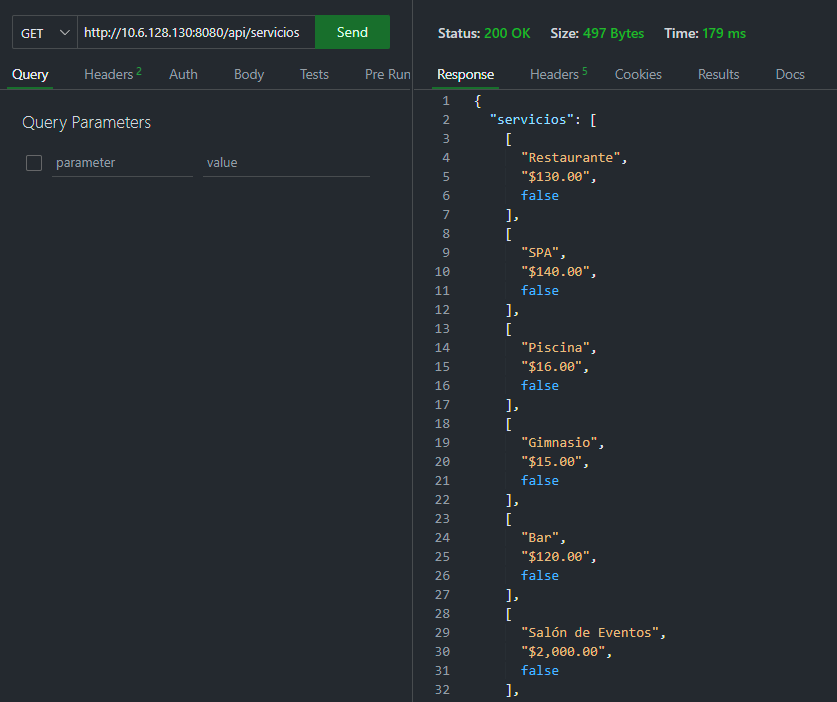 GET http://10.6.128.130:8080/api/servicios Send
Query Headers 2 Auth Body Tests Pre Run
Query Parameters
parameter value
Status: 200 OK Size: 497 Bytes Time: 179 ms
Response Headers 5 Cookies Results Docs
1 {
2 "servicios": [
3 [
4 "Restaurante",
5 "$130.00",
6 false
7 ],
8 [
9 "SPA",
10 "$140.00",
11 false
12 ],
13 [
14 "Piscina",
15 "$16.00",
16 false
17 ],
18 [
19 "Gimnasio",
20 "$15.00",
21 false
22 ],
23 [
24 "Bar",
25 "$120.00",
26 false
27 ],
28 [
29 "Salón de Eventos",
30 "$2,000.00",
31 false
32 ],